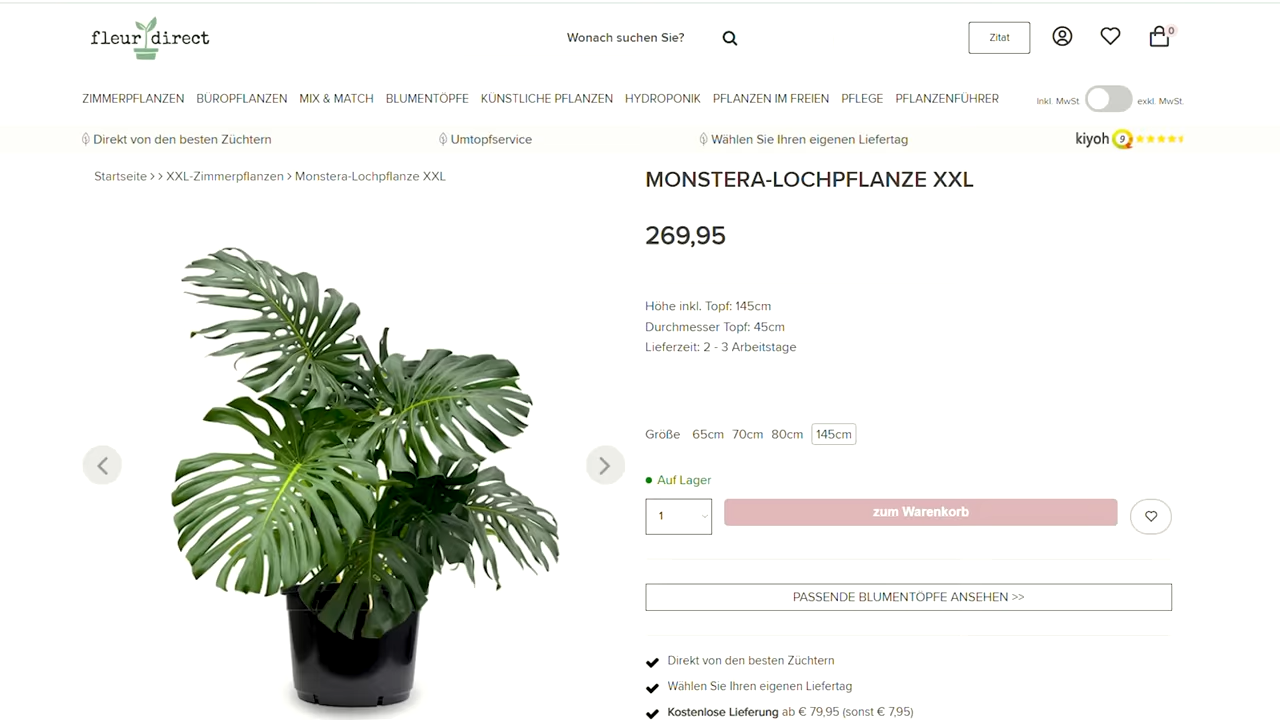 fleur direct
Wonach suchen Sie?
Zitat
0
ZIMMERPFLANZEN BÜROPFLANZEN MIX & MATCH BLUMENTÖPFE KÜNSTLICHE PFLANZEN HYDROPONIK PFLANZEN IM FREIEN PFLEGE PFLANZENFÜHRER
Inkl. MwSt exkl. MwSt.
Direkt von den besten Züchtern
Umtopfservice
Wählen Sie Ihren eigenen Liefertag
kiyoh 9
Startseite > > XXL-Zimmerpflanzen > Monstera-Lochpflanze XXL
MONSTERA-LOCHPFLANZE XXL
269,95
Höhe inkl. Topf: 145cm
Durchmesser Topf: 45cm
Lieferzeit: 2 - 3 Arbeitstage
Größe 65cm 70cm 80cm 145cm
Auf Lager
1
zum Warenkorb
PASSENDE BLUMENTÖPFE ANSEHEN >>
Direkt von den besten Züchtern
Wählen Sie Ihren eigenen Liefertag
Kostenlose Lieferung ab € 79,95 (sonst € 7,95)